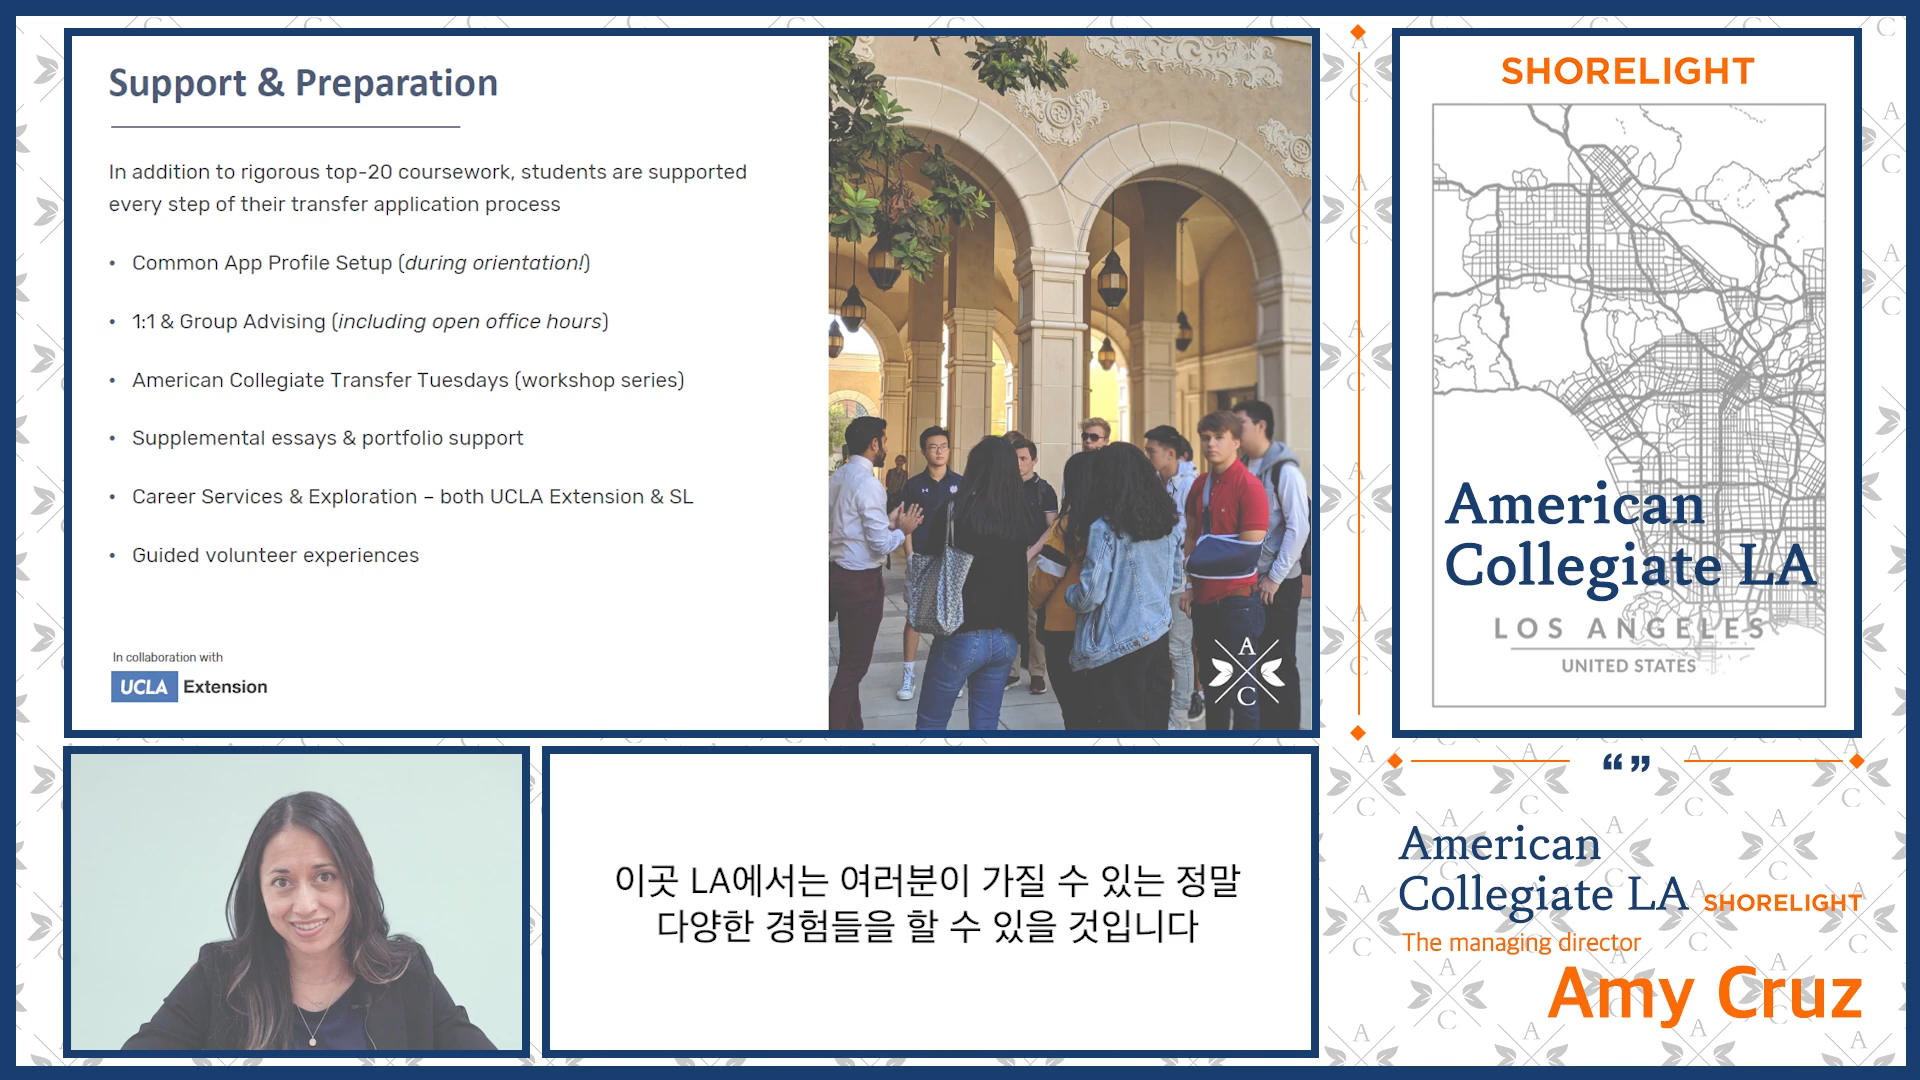 Support & Preparation
In addition to rigorous top-20 coursework, students are supported
every step of their transfer application process
• Common App Profile Setup (during orientation!)
• 1:1 & Group Advising (including open office hours)
• American Collegiate Transfer Tuesdays (workshop series)
• Supplemental essays & portfolio support
• Career Services & Exploration – both UCLA Extension & SL
• Guided volunteer experiences
In collaboration with
UCLA Extension
A
C
SHORELIGHT
American
Collegiate LA
LOS ANGELES
UNITED STATES
이곳 LA에서는 여러분이 가질 수 있는 정말
다양한 경험들을 할 수 있을 것입니다
“ ”
American
Collegiate LA SHORELIGHT
The managing director
Amy Cruz